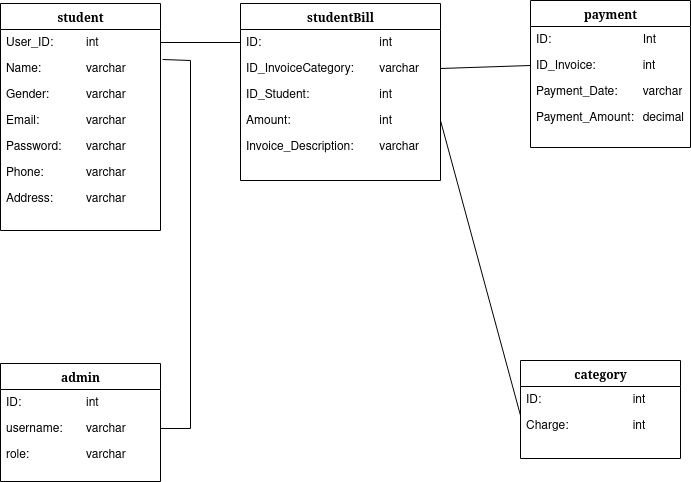 student
User_ID: int
Name: varchar
Gender: varchar
Email: varchar
Password: varchar
Phone: varchar
Address: varchar
studentBill
ID: int
ID_InvoiceCategory: varchar
ID_Student: int
Amount: int
Invoice_Description: varchar
payment
ID: Int
ID_Invoice: int
Payment_Date: varchar
Payment_Amount: decimal
admin
ID: int
username: varchar
role: varchar
category
ID: int
Charge: int